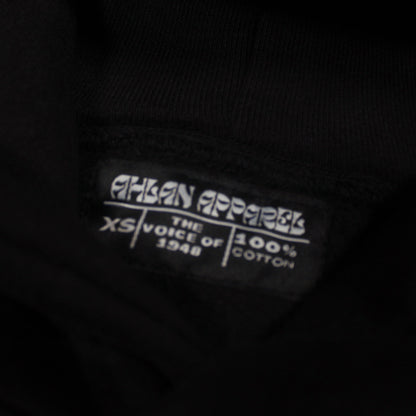 AHLAN APPAREL
XS
THE
VOICE OF
1948
100%
COTTON